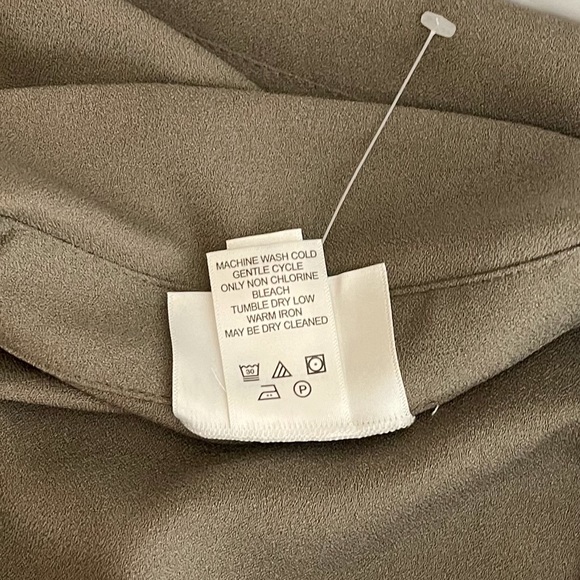 MACHINE WASH COLD
GENTLE CYCLE
ONLY NON CHLORINE
BLEACH
TUMBLE DRY LOW
WARM IRON
MAY BE DRY CLEANED
30
P